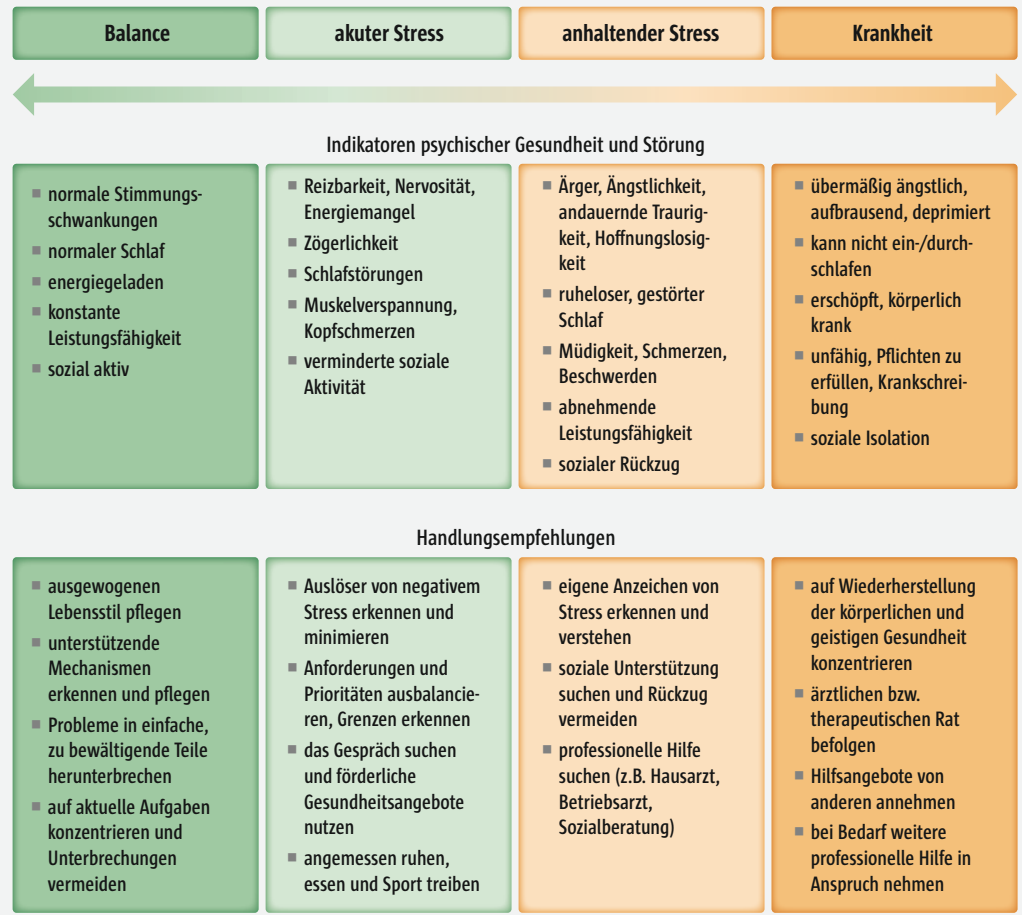 Balance
akuter Stress
anhaltender Stress
Krankheit
Indikatoren psychischer Gesundheit und Störung
■ normale Stimmungs-
schwankungen
■ normaler Schlaf
■ energiegeladen
■ konstante
Leistungsfähigkeit
■ sozial aktiv
■ Reizbarkeit, Nervosität,
Energiemangel
■ Zögerlichkeit
■ Schlafstörungen
■ Muskelverspannung,
Kopfschmerzen
■ verminderte soziale
Aktivität
■ Ärger, Ängstlichkeit,
andauernde Traurig-
keit, Hoffnungslosig-
keit
■ ruheloser, gestörter
Schlaf
■ Müdigkeit, Schmerzen,
Beschwerden
■ abnehmende
Leistungsfähigkeit
■ sozialer Rückzug
■ übermäßig ängstlich,
aufbrausend, deprimiert
■ kann nicht ein-/durch-
schlafen
■ erschöpft, körperlich
krank
■ unfähig, Pflichten zu
erfüllen, Krankschrei-
bung
■ soziale Isolation
Handlungsempfehlungen
■ ausgewogenen
Lebensstil pflegen
■ unterstützende
Mechanismen
erkennen und pflegen
■ Probleme in einfache,
zu bewältigende Teile
herunterbrechen
■ auf aktuelle Aufgaben
konzentrieren und
Unterbrechungen
vermeiden
■ Auslöser von negativem
Stress erkennen und
minimieren
■ Anforderungen und
Prioritäten ausbalancie-
ren, Grenzen erkennen
■ das Gespräch suchen
und förderliche
Gesundheitsangebote
nutzen
■ angemessen ruhen,
essen und Sport treiben
■ eigene Anzeichen von
Stress erkennen und
verstehen
■ soziale Unterstützung
suchen und Rückzug
vermeiden
■ professionelle Hilfe
suchen (z.B. Hausarzt,
Betriebsarzt,
Sozialberatung)
■ auf Wiederherstellung
der körperlichen und
geistigen Gesundheit
konzentrieren
■ ärztlichen bzw.
therapeutischen Rat
befolgen
■ Hilfsangebote von
anderen annehmen
■ bei Bedarf weitere
professionelle Hilfe in
Anspruch nehmen